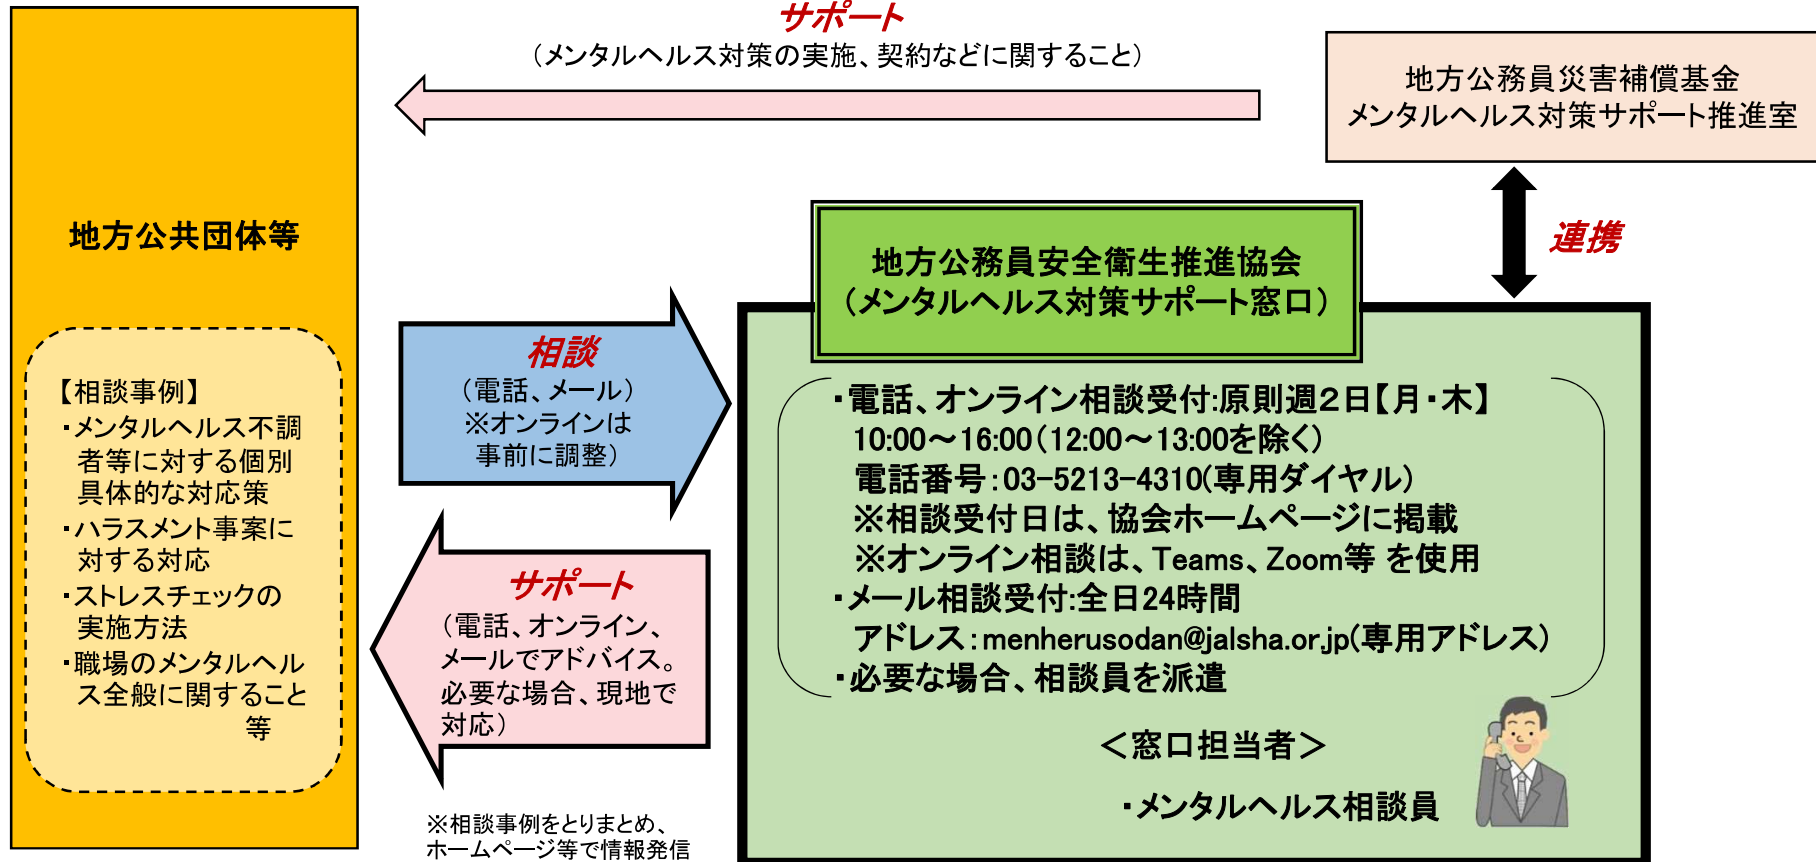 サポート
（メンタルヘルス対策の実施、契約などに関すること）
地方公務員災害補償基金
メンタルヘルス対策サポート推進室
連携
地方公共団体等
【相談事例】
・メンタルヘルス不調
者等に対する個別
具体的な対応策
・ハラスメント事案に
対する対応
・ストレスチェックの
実施方法
・職場のメンタルヘル
ス全般に関すること
等
相談
（電話、メール）
※オンラインは
事前に調整）
サポート
（電話、オンライン、
メールでアドバイス。
必要な場合、現地で
対応）
※相談事例をとりまとめ、
ホームページ等で情報発信
地方公務員安全衛生推進協会
（メンタルヘルス対策サポート窓口）
・電話、オンライン相談受付:原則週２日【月・木】
10:00～16:00（12:00～13:00を除く）
電話番号：03-5213-4310(専用ダイヤル）
※相談受付日は、協会ホームページに掲載
※オンライン相談は、Teams、Zoom等 を使用
・メール相談受付:全日24時間
アドレス：menherusodan@jalsha.or.jp(専用アドレス）
・必要な場合、相談員を派遣
＜窓口担当者＞
・メンタルヘルス相談員